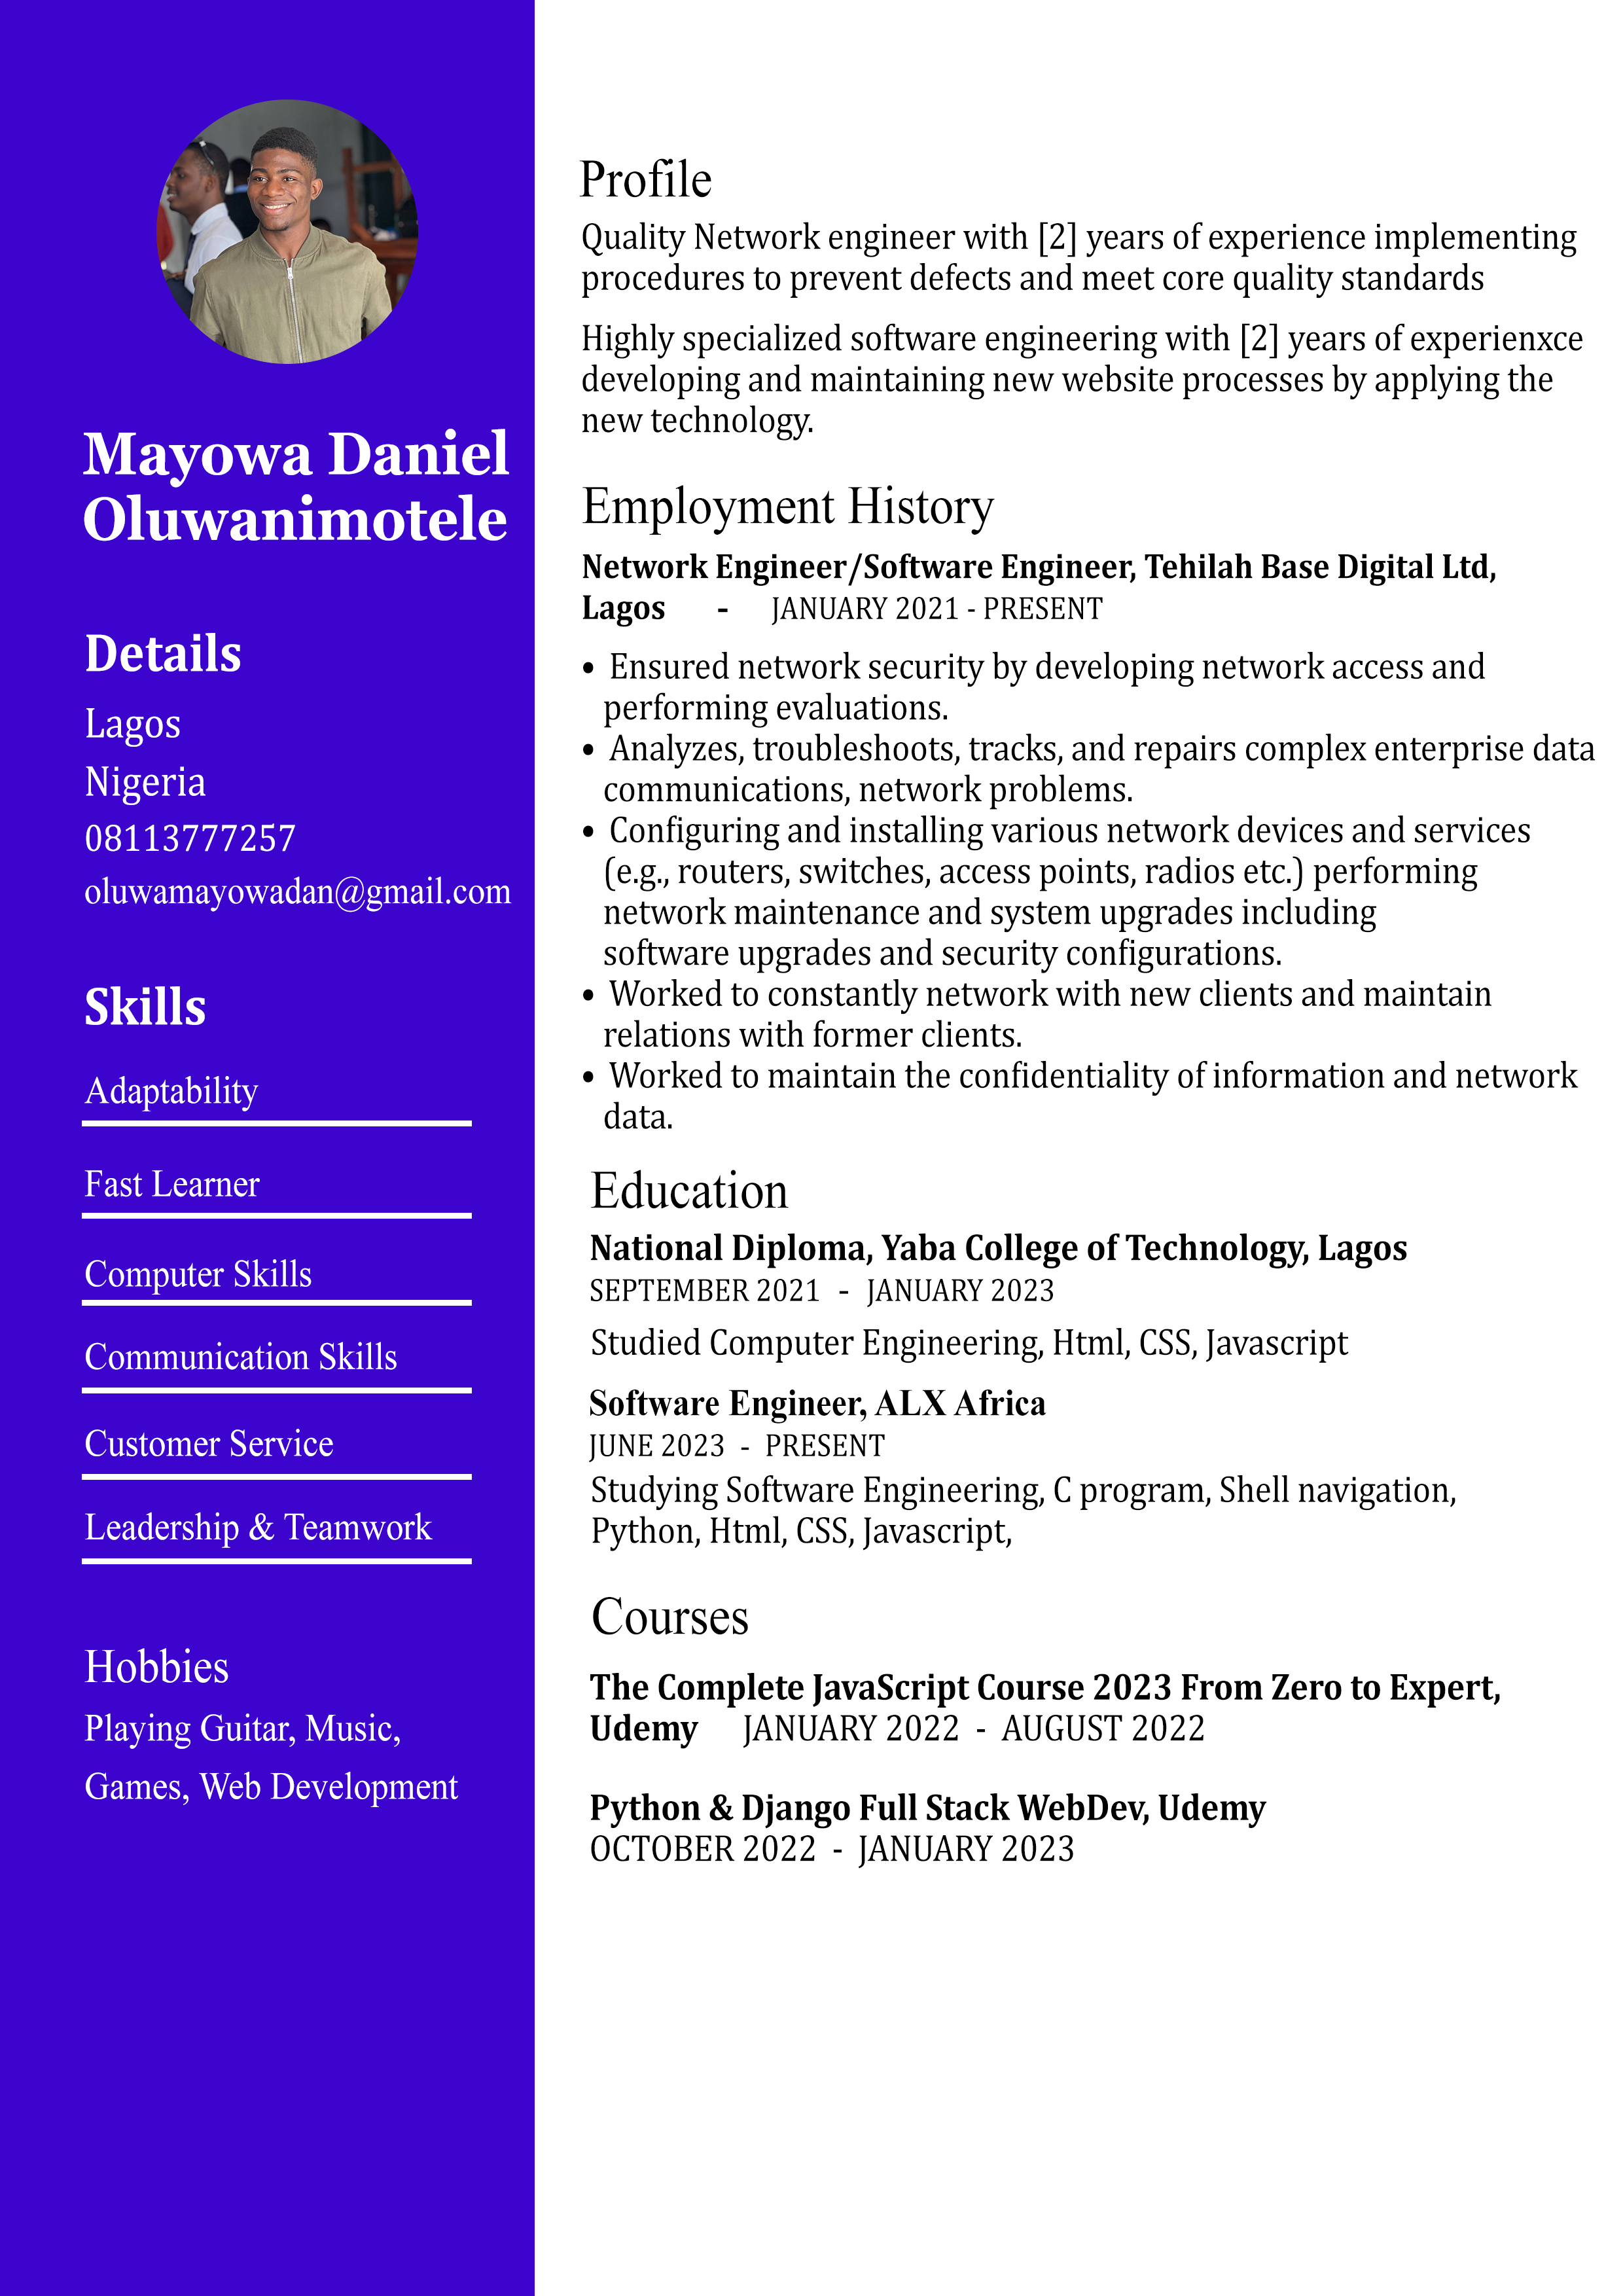 Mayowa Daniel
Oluwanimotele
Details
Lagos
Nigeria
08113777257
oluwamayowadan@gmail.com
Skills
Adaptability
Fast Learner
Computer Skills
Communication Skills
Customer Service
Leadership & Teamwork
Hobbies
Playing Guitar, Music,
Games, Web Development
Profile
Quality Network engineer with [2] years of experience implementing
procedures to prevent defects and meet core quality standards
Highly specialized software engineering with [2] years of experienxce
developing and maintaining new website processes by applying the
new technology.
Employment History
Network Engineer/Software Engineer, Tehilah Base Digital Ltd,
Lagos - JANUARY 2021 - PRESENT
• Ensured network security by developing network access and
performing evaluations.
• Analyzes, troubleshoots, tracks, and repairs complex enterprise data
communications, network problems.
• Configuring and installing various network devices and services
(e.g., routers, switches, access points, radios etc.) performing
network maintenance and system upgrades including
software upgrades and security configurations.
• Worked to constantly network with new clients and maintain
relations with former clients.
• Worked to maintain the confidentiality of information and network
data.
Education
National Diploma, Yaba College of Technology, Lagos
SEPTEMBER 2021 - JANUARY 2023
Studied Computer Engineering, Html, CSS, Javascript
Software Engineer, ALX Africa
JUNE 2023 - PRESENT
Studying Software Engineering, C program, Shell navigation,
Python, Html, CSS, Javascript,
Courses
The Complete JavaScript Course 2023 From Zero to Expert,
Udemy JANUARY 2022 - AUGUST 2022
Python & Django Full Stack WebDev, Udemy
OCTOBER 2022 - JANUARY 2023